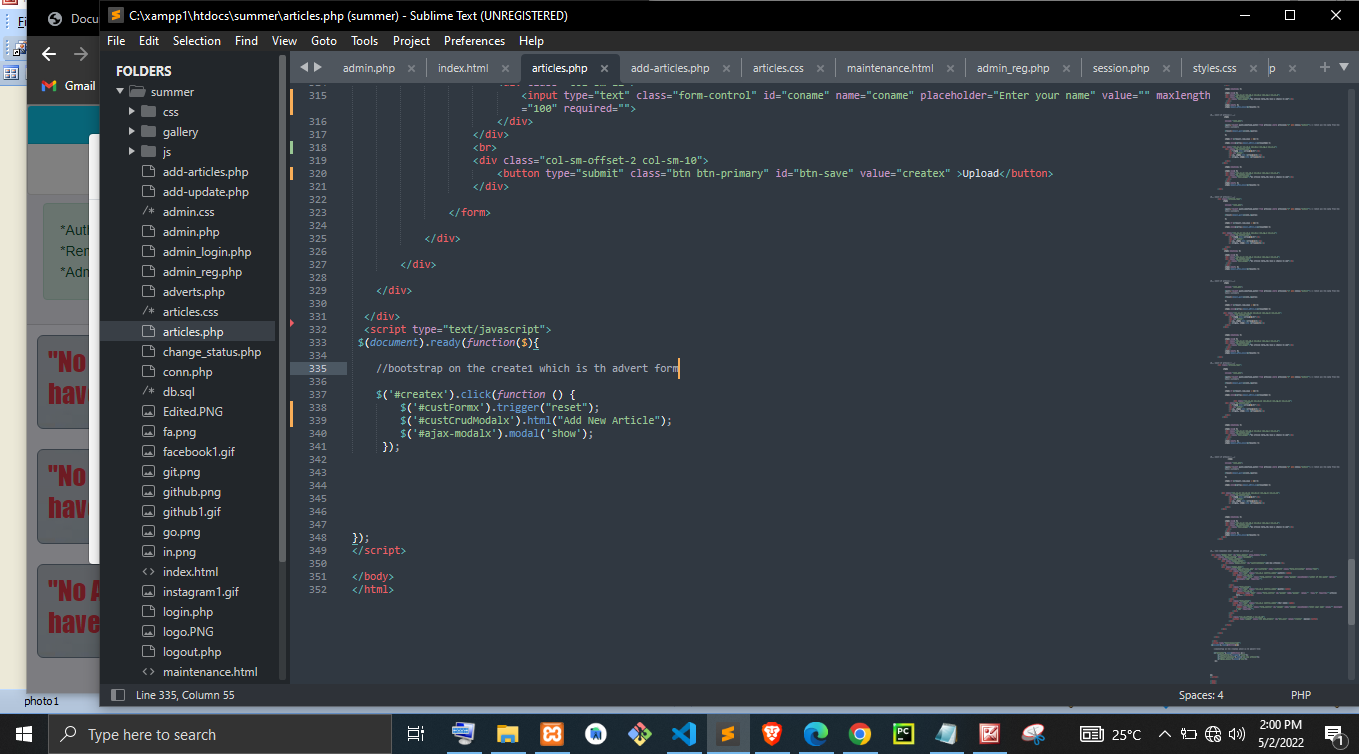 C:\xampp1\htdocs\summer\articles.php (summer) - Sublime Text (UNREGISTERED)
Docu
File Edit Selection Find View Goto Tools Project Preferences Help
Gmail
FOLDERS
summer
css
gallery
js
add-articles.php
add-update.php
/* admin.css
admin.php
admin_login.php
admin_reg.php
adverts.php
/* articles.css
articles.php
change_status.php
conn.php
/* db.sql
Edited.PNG
fa.png
facebook1.gif
git.png
github.png
github1.gif
go.png
in.png
<> index.html
instagram1.gif
login.php
logo.PNG
logout.php
<> maintenance.html
admin.php index.html articles.php add-articles.php articles.css maintenance.html admin_reg.php session.php styles.css p
315 <input type="text" class="form-control" id="coname" name="coname" placeholder="Enter your name" value="" maxlength
="100" required="">
316 </div>
317 </div>
318 <br>
319 <div class="col-sm-offset-2 col-sm-10">
320 <button type="submit" class="btn btn-primary" id="btn-save" value="createx" >Upload</button>
321 </div>
322
323 </form>
324
325 </div>
326
327 </div>
328
329 </div>
330
331 </div>
332 <script type="text/javascript">
333 $(document).ready(function($){
334
335 //bootstrap on the create1 which is th advert form
336
337 $('#createx').click(function () {
338 $('#custFormx').trigger("reset");
339 $('#custCrudModalx').html("Add New Article");
340 $('#ajax-modalx').modal('show');
341 });
342
343
344
345
346
347
348 });
349 </script>
350
351 </body>
352 </html>
*Auth
*Ren
*Adm
"No
have
"No
have
"No A
have
photo1
Line 335, Column 55
Spaces: 4
PHP
Type here to search
25°C
2:00 PM
5/2/2022
1